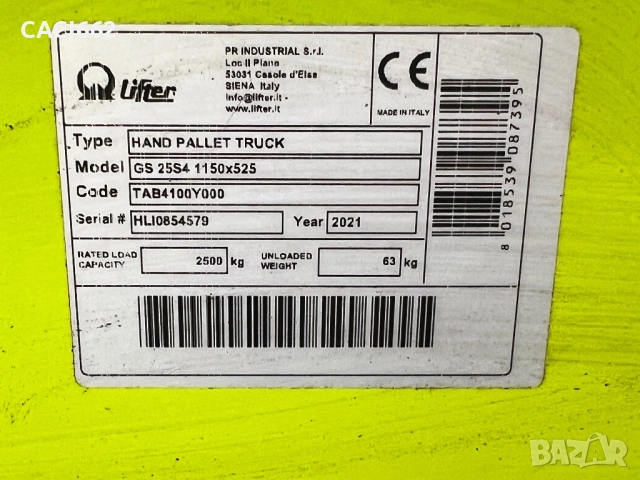 CACI662
Lifter
PR INDUSTRIAL S.r.l.
Loc Il Piano
53031 Casole d'Elsa
SIENA Italy
info@lifter.it -
www.lifter.it
CE
MADE IN ITALY
Type HAND PALLET TRUCK
Model GS 25S4 1150x525
Code TAB4100Y000
Serial # HLI0854579 Year 2021
RATED LOAD CAPACITY 2500 kg UNLOADED WEIGHT 63 kg
8 018539 087395
BAZAR